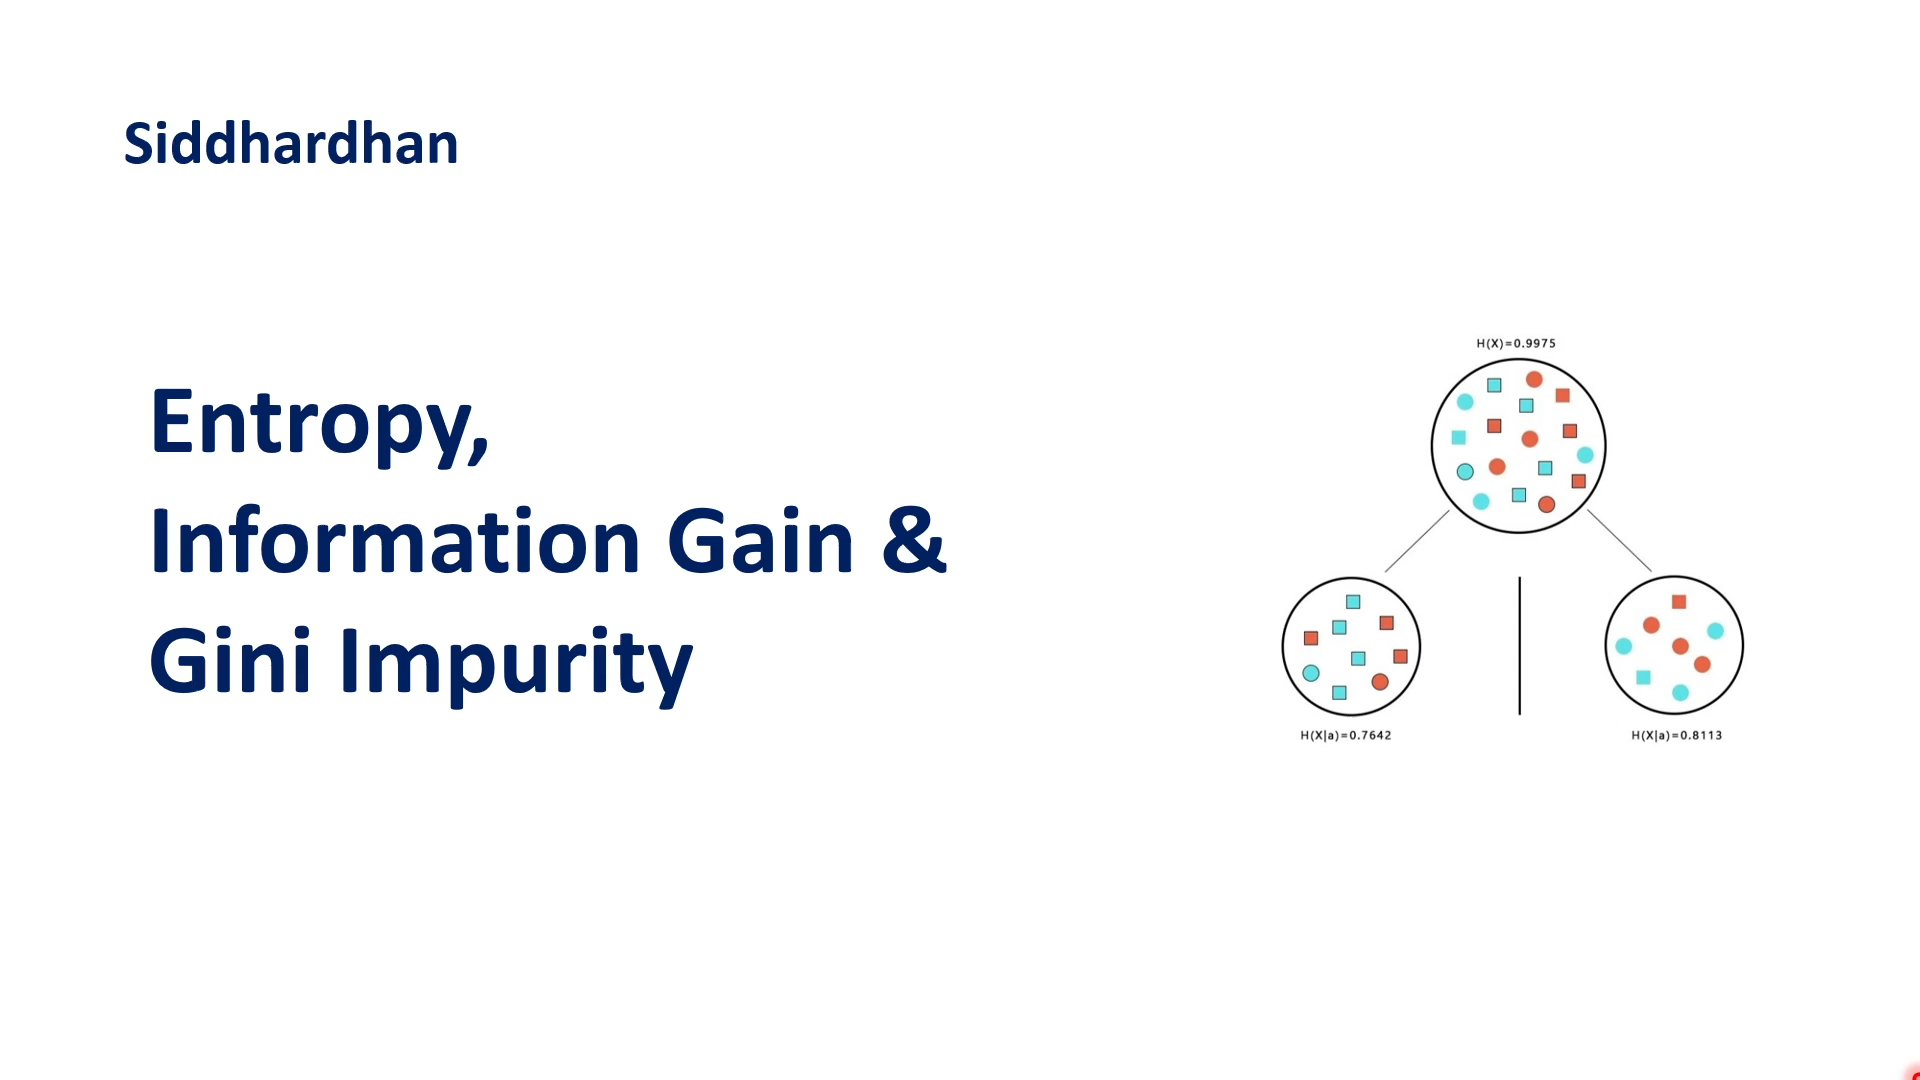 Siddhardhan
Entropy,
Information Gain &
Gini Impurity
H(X)=0.9975
H(X|a)=0.7642
H(X|a)=0.8113